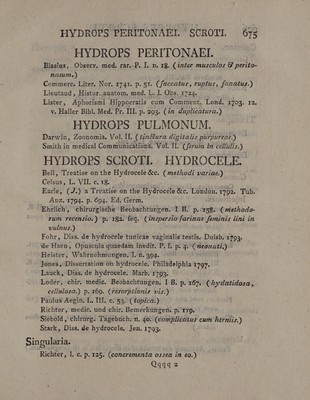 HYDROPS PERITONAEI. SCROTI. 675
HYDROPS PERITONAEI.
Blasius, Observ. med. rar. P. I. n. 18. (inter musculos & perito-
naeum.)
Commerc. Liter. Nor. 1741. p. 51. (saccatus, ruptus, sanatus.)
Lieutaud, Histor. anatom. med. L. I. Obs. 1724.
Lister, Aphorismi Hippocratis cum Comment. Lond. 1703. 12.
v. Haller Bibl. Med. Pr. III. p. 293. (in duplicatura.)
HYDROPS PULMONUM.
Darwin, Zoonomia. Vol. II. (tinctura digitalis purpureae.)
Smith in medical Communications. Vol. II. (serum in cellulis.)
HYDROPS SCROTI. HYDROCELE.
Bell, Treatise on the Hydrocele &c. (methodi variae.)
Celsus, L. VII. c. 18.
Earle, (J.) a Treatise on the Hydrocele &c. London. 1792. Tub.
Anz. 1794. p. 694. Ed. Germ.
Ehrlich, chirurgische Beobachtungen. I B. p. 258. (methodo-
rum recensio.) p. 182. seq. (inspersio farinae seminis lini in
vulnus.)
Fohr, Diss. de hydrocele tunicae vaginalis testis. Duisb. 1793.
de Haen, Opuscula quaedam inedit. P. I. p. 4. (neonati.)
Heister, Wahrnehmungen. I. n. 394.
Jones, Dissertation on hydrocele. Philadelphia 1797.
Lauck, Diss. de hydrocele. Marb. 1793.
Loder, chir. medic. Beobachtungen. I B. p. 167. (hydatidosa,
cellulosa.) p. 169. (resorptionis vis.)
Paulus Aegin. L. III. c. 53. (topica.)
Richter, medic. und chir. Bemerkungen. p. 119.
Siebold, chirurg. Tagebuch. n. 40. (complicatus cum herniis.)
Stark, Diss. de hydrocele. Jen. 1793.
Singularia.
Richter, l. c. p. 125. (concrementa ossea in eo.)
Qqqq 2